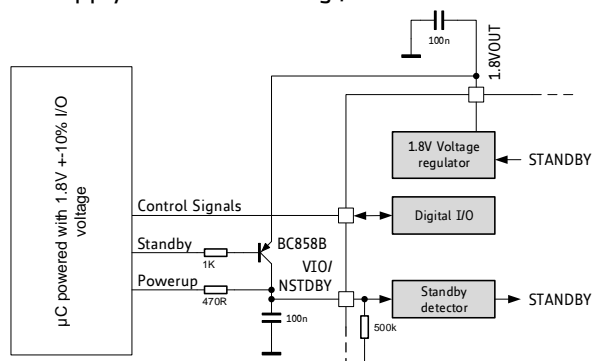 100n
1.8VOUT
µC powered with 1.8V +-10% I/O
voltage
1.8V Voltage
regulator
STANDBY
Control Signals
Digital I/O
Standby
1K
BC858B
VIO/
NSTDBY
Powerup
470R
Standby
detector
STANDBY
100n
500k